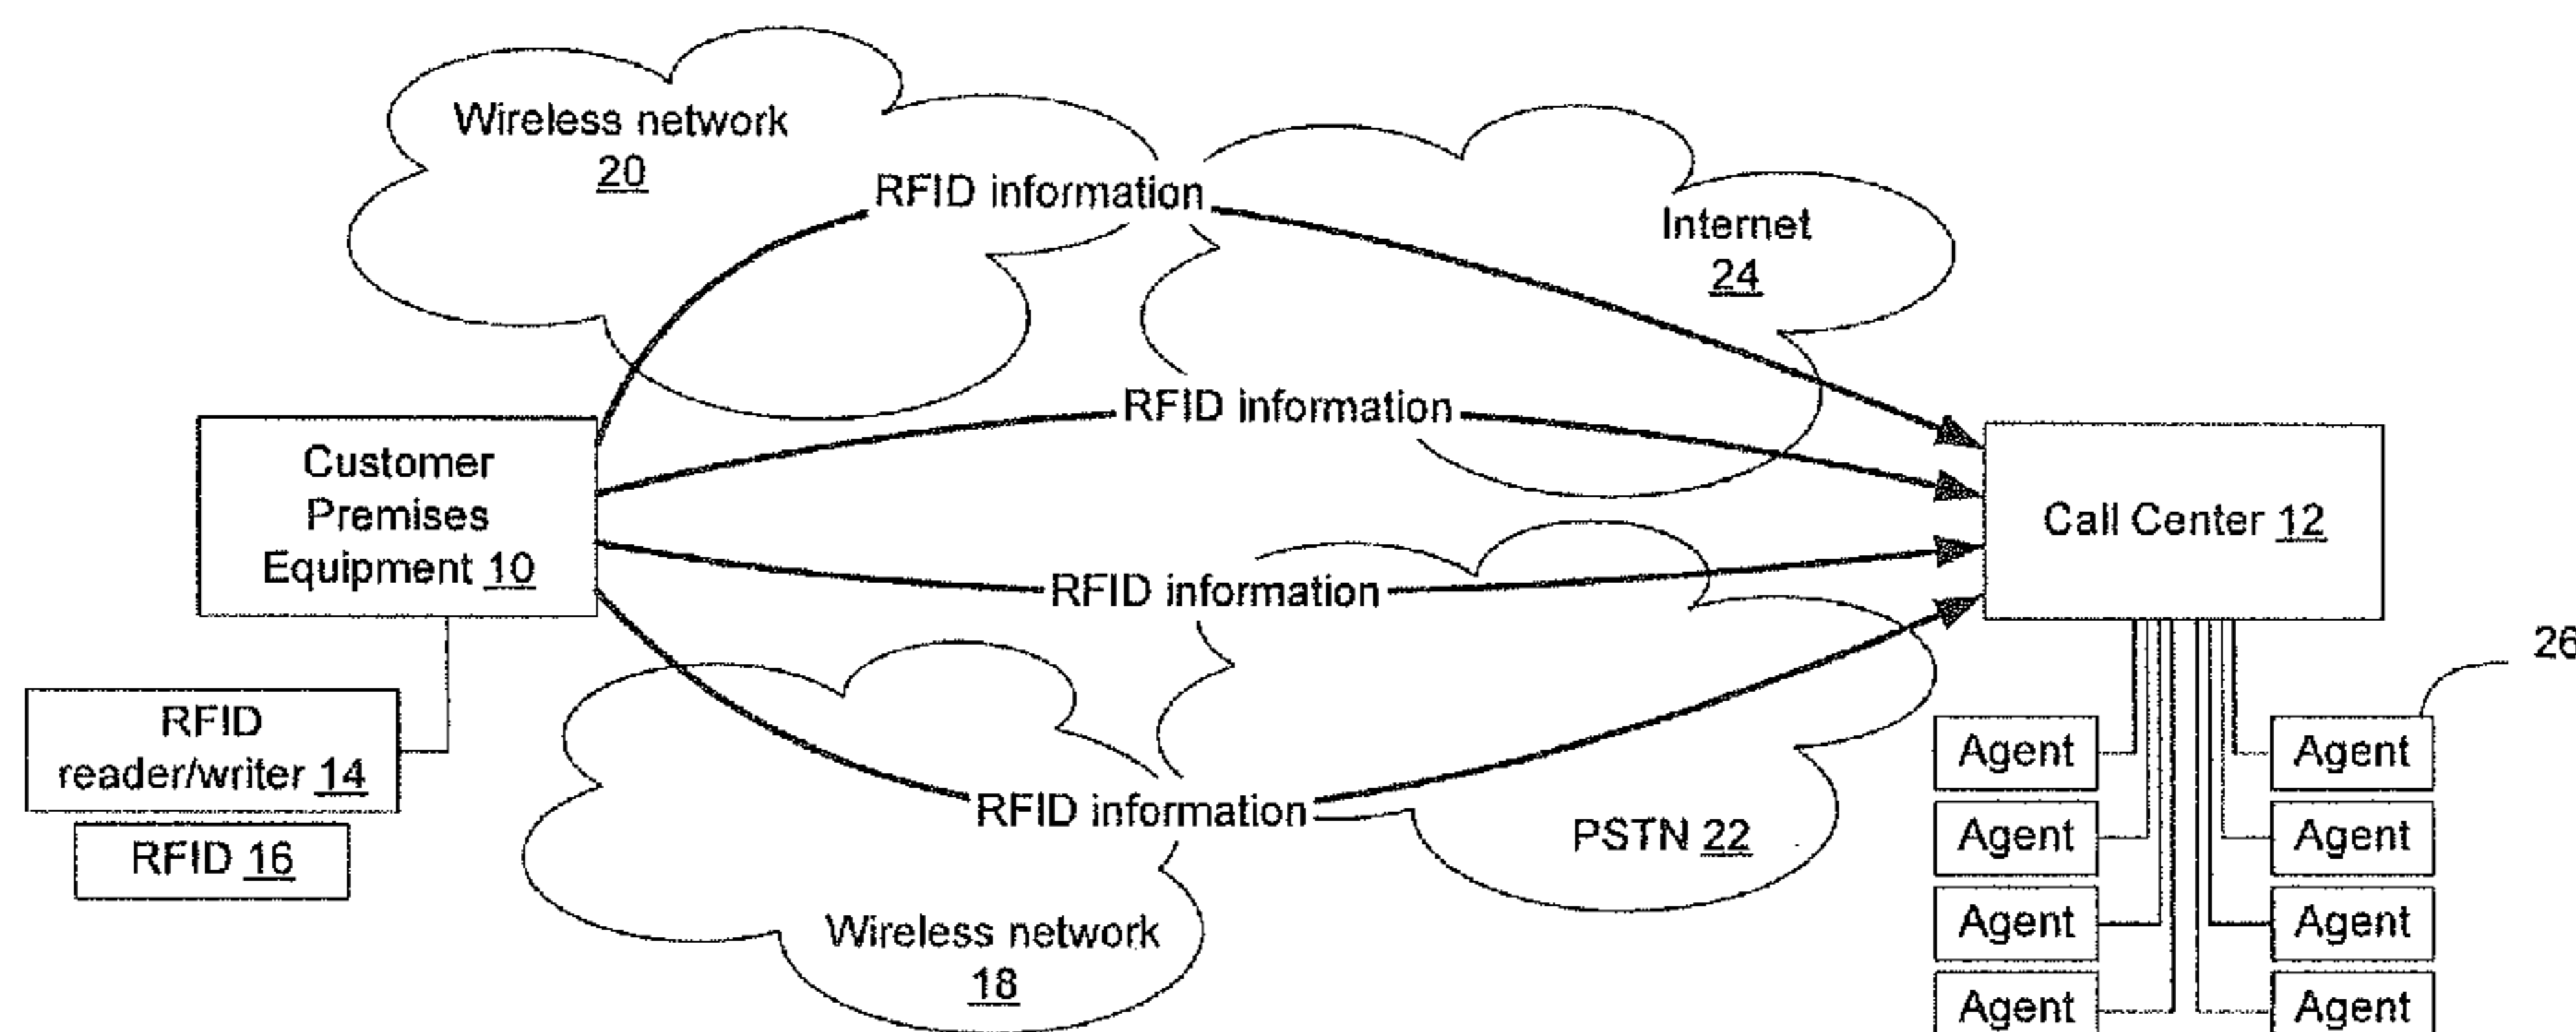 Wireless network
20
RFID information
Internet
24
RFID information
Customer
Premises
Equipment 10
Call Center 12
RFID information
26
RFID
reader/writer 14
RFID 16
RFID information
PSTN 22
Wireless network
18
Agent
Agent
Agent
Agent
Agent
Agent
Agent
Agent